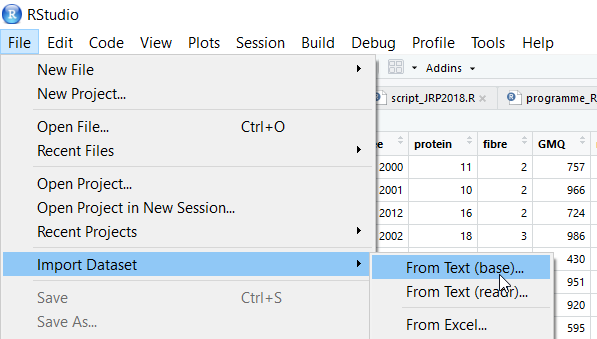 RStudio
File Edit Code View Plots Session Build Debug Profile Tools Help
New File
New Project...
Open File... Ctrl+O
Recent Files
Open Project...
Open Project in New Session...
Recent Projects
Import Dataset
Save Ctrl+S
Save As...
Addins
script_JRP2018.R programme_R
protein fibre GMQ
2000 11 2 757
2001 10 2 966
2012 16 2 724
2002 18 3 986
430
951
920
595
From Text (base)...
From Text (readr)...
From Excel...